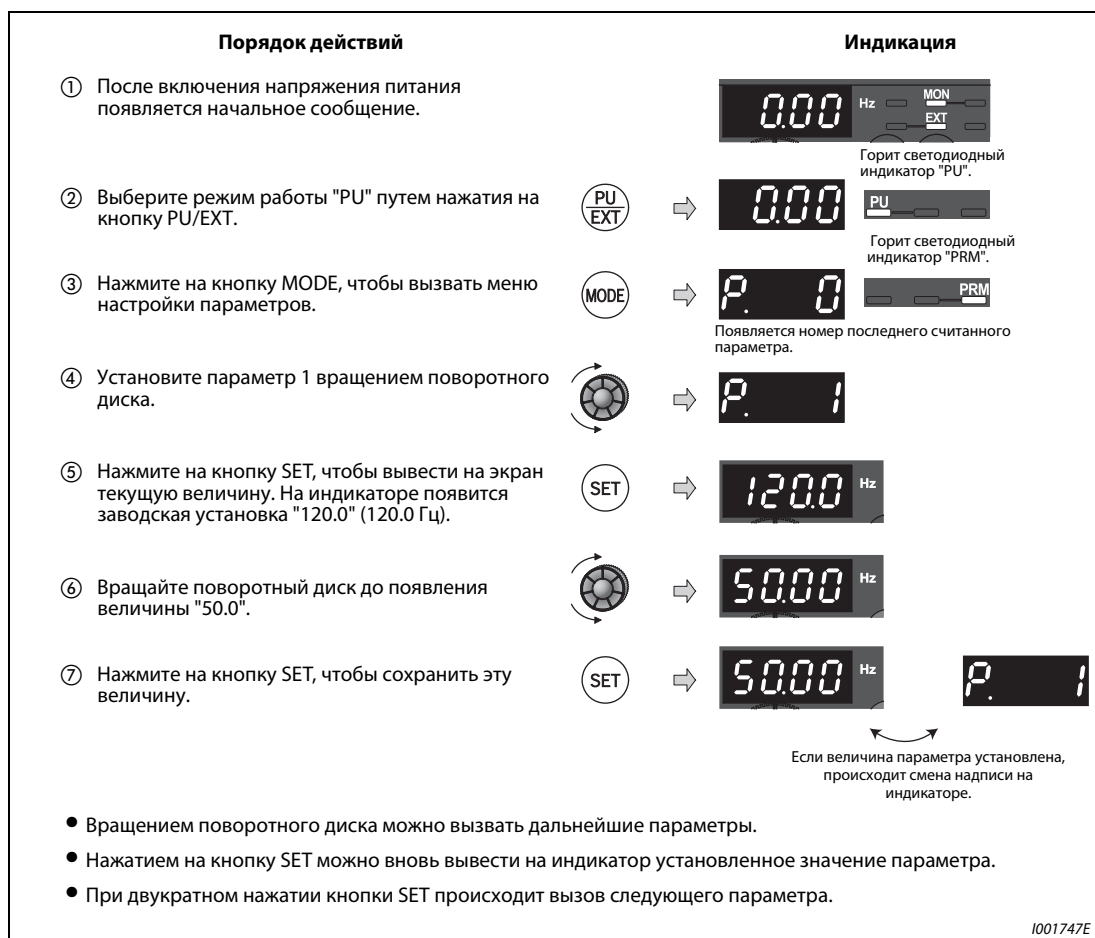 Порядок действий
Индикация
① После включения напряжения питания
появляется начальное сообщение.
0.00 Hz MON
EXT
Горит светодиодный
индикатор "PU".
② Выберите режим работы "PU" путем нажатия на
кнопку PU/EXT.
PU
EXT
0.00
PU
Горит светодиодный
индикатор "PRM".
③ Нажмите на кнопку MODE, чтобы вызвать меню
настройки параметров.
MODE
P. 0
PRM
Появляется номер последнего считанного
параметра.
④ Установите параметр 1 вращением поворотного
диска.
P. 1
⑤ Нажмите на кнопку SET, чтобы вывести на экран
текущую величину. На индикаторе появится
заводская установка "120.0" (120.0 Гц).
SET
120.0 Hz
⑥ Вращайте поворотный диск до появления
величины "50.0".
50.00 Hz
⑦ Нажмите на кнопку SET, чтобы сохранить эту
величину.
SET
50.00 Hz
P. 1
Если величина параметра установлена,
происходит смена надписи на
индикаторе.
● Вращением поворотного диска можно вызвать дальнейшие параметры.
● Нажатием на кнопку SET можно вновь вывести на индикатор установленное значение параметра.
● При двукратном нажатии кнопки SET происходит вызов следующего параметра.
I001747E